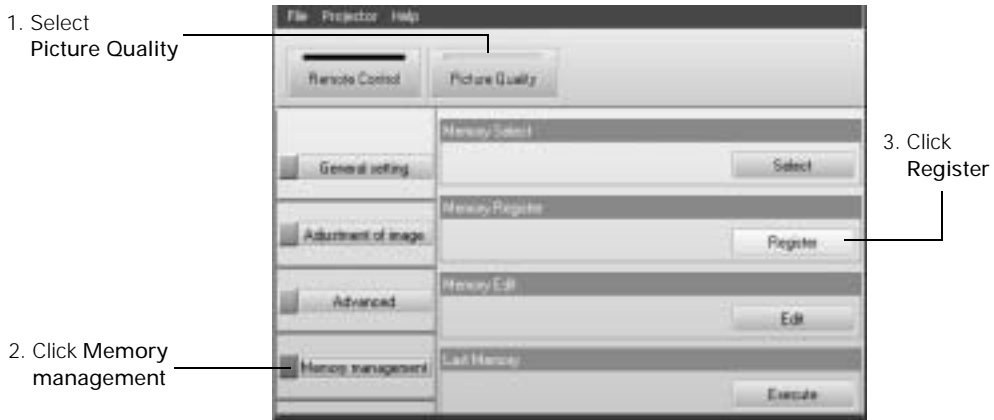 1. Select
Picture Quality
File Projector Help
Remote Control
Picture Quality
Memory Select
Select
General setting
3. Click
Register
Memory Register
Register
Adjustment of image
Memory Edit
Edit
Advanced
2. Click Memory
management
Memory management
Last Memory
Execute